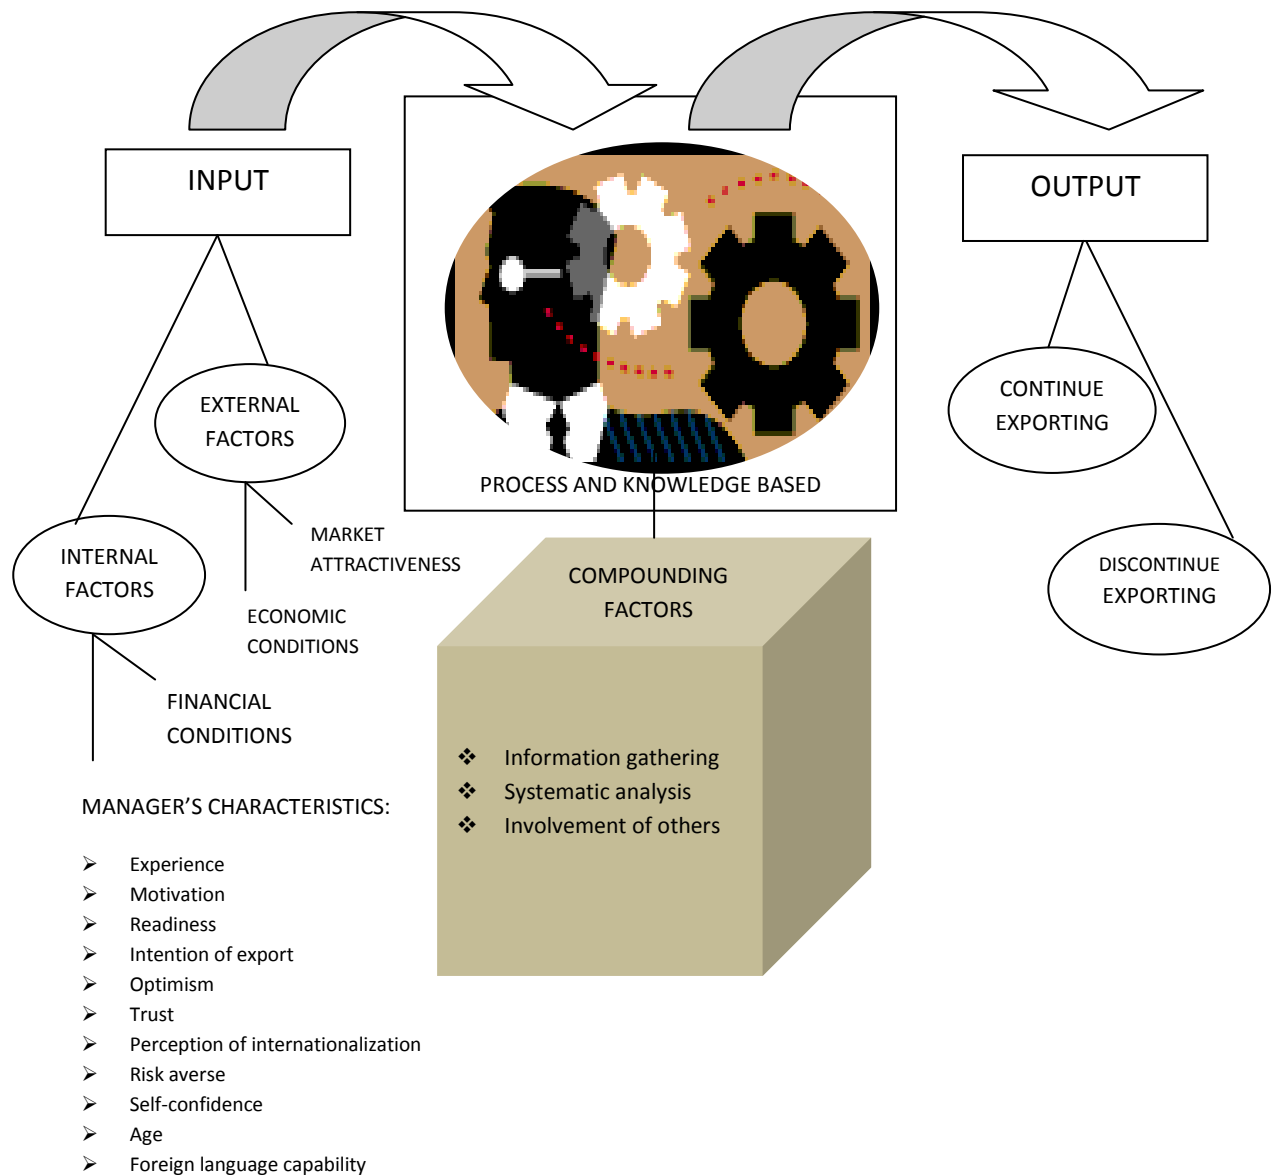 INPUT
OUTPUT
EXTERNAL
FACTORS
CONTINUE
EXPORTING
PROCESS AND KNOWLEDGE BASED
MARKET
ATTRACTIVENESS
INTERNAL
FACTORS
ECONOMIC
CONDITIONS
COMPOUNDING
FACTORS
DISCONTINUE
EXPORTING
FINANCIAL
CONDITIONS
❖ Information gathering
❖ Systematic analysis
❖ Involvement of others
MANAGER’S CHARACTERISTICS:
➢ Experience
➢ Motivation
➢ Readiness
➢ Intention of export
➢ Optimism
➢ Trust
➢ Perception of internationalization
➢ Risk averse
➢ Self-confidence
➢ Age
➢ Foreign language capability